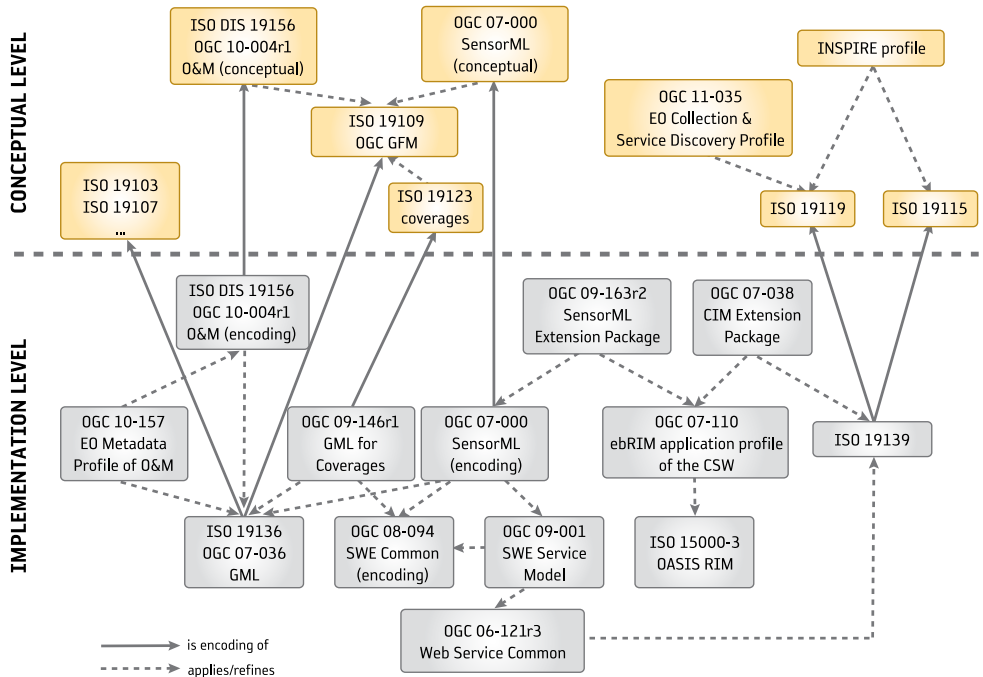 CONCEPTUAL LEVEL
ISO DIS 19156
OGC 10-004r1
O&M (conceptual)
OGC 07-000
SensorML
(conceptual)
INSPIRE profile
OGC 11-035
EO Collection &
Service Discovery Profile
ISO 19109
OGC GFM
ISO 19103
ISO 19107
...
ISO 19123
coverages
ISO 19119
ISO 19115
IMPLEMENTATION LEVEL
ISO DIS 19156
OGC 10-004r1
O&M (encoding)
OGC 09-163r2
SensorML
Extension Package
OGC 07-038
CIM Extension
Package
OGC 10-157
EO Metadata
Profile of O&M
OGC 09-146r1
GML for
Coverages
OGC 07-000
SensorML
(encoding)
OGC 07-110
ebRIM application profile
of the CSW
ISO 19139
ISO 19136
OGC 07-036
GML
OGC 08-094
SWE Common
(encoding)
OGC 09-001
SWE Service
Model
ISO 15000-3
OASIS RIM
OGC 06-121r3
Web Service Common
is encoding of
applies/refines